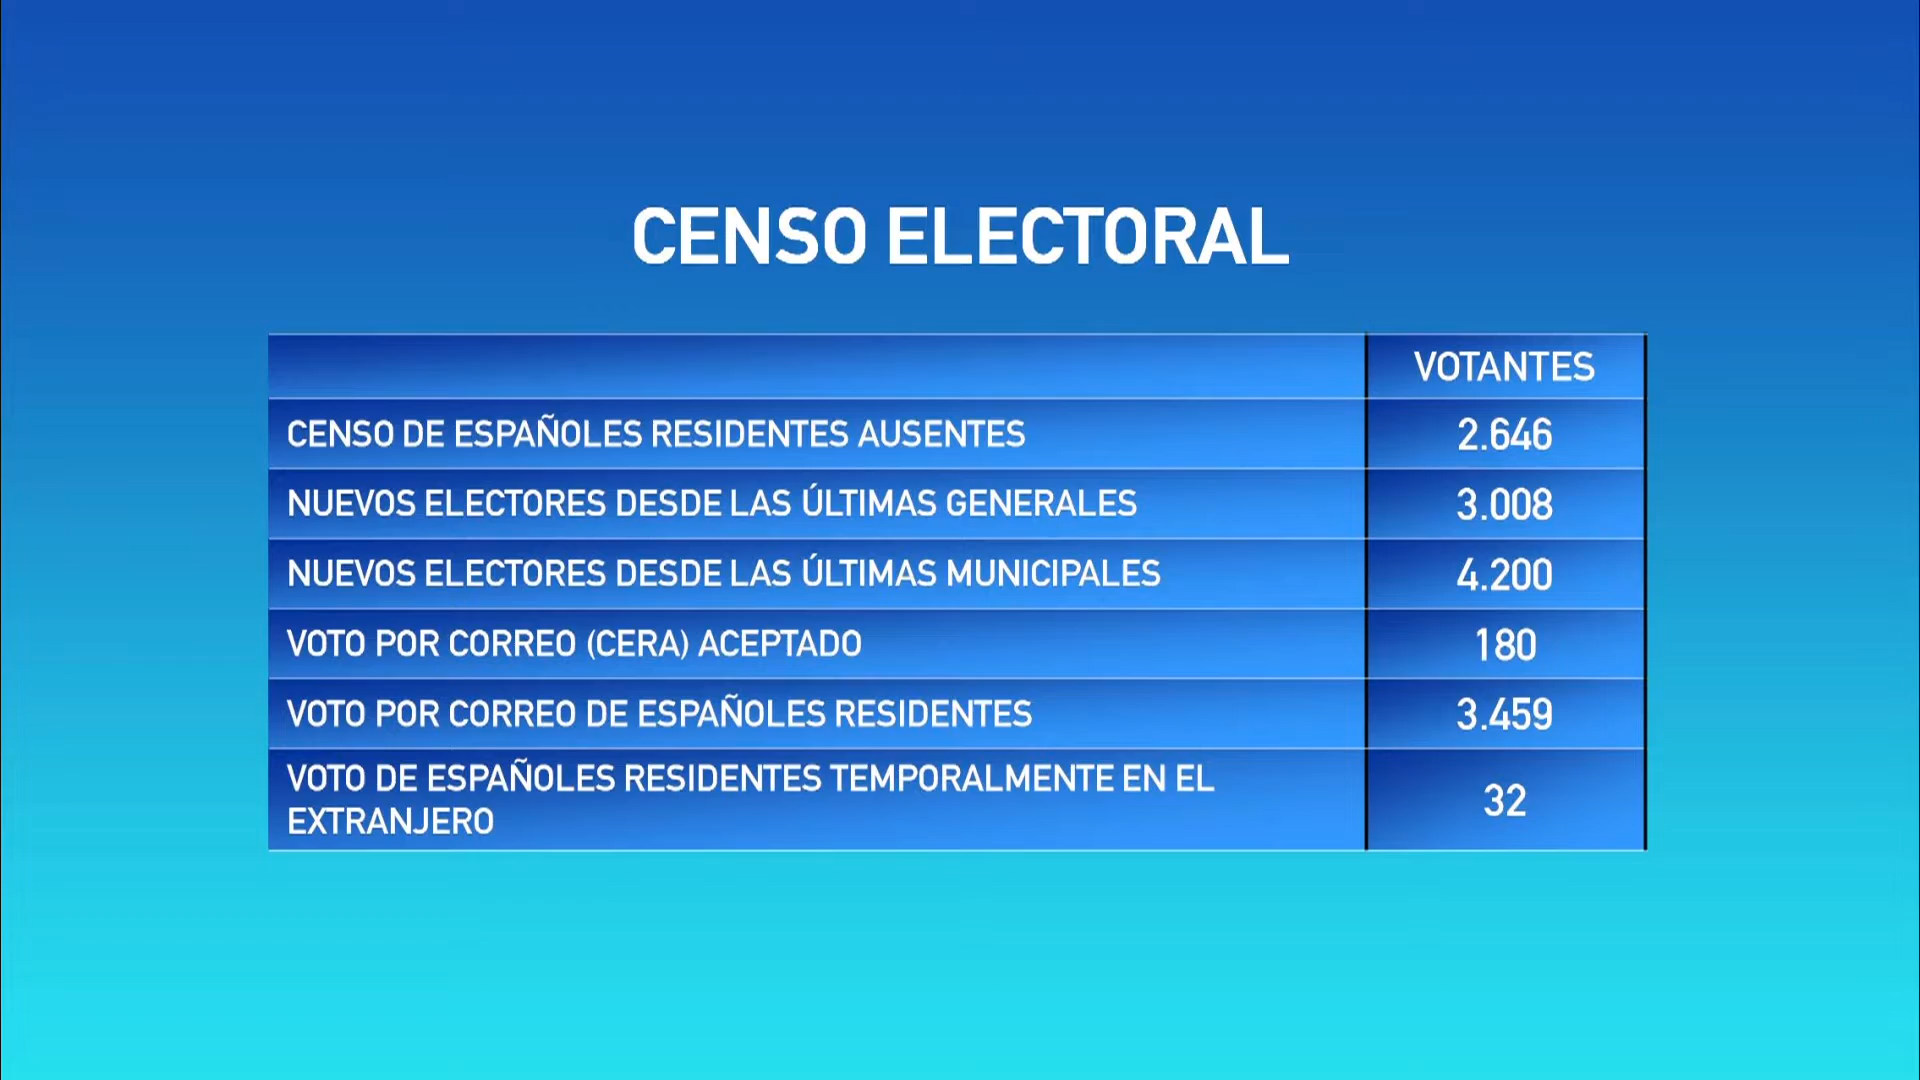 CENSO ELECTORAL
VOTANTES
CENSO DE ESPAÑOLES RESIDENTES AUSENTES 2.646
NUEVOS ELECTORES DESDE LAS ÚLTIMAS GENERALES 3.008
NUEVOS ELECTORES DESDE LAS ÚLTIMAS MUNICIPALES 4.200
VOTO POR CORREO (CERA) ACEPTADO 180
VOTO POR CORREO DE ESPAÑOLES RESIDENTES 3.459
VOTO DE ESPAÑOLES RESIDENTES TEMPORALMENTE EN EL
EXTRANJERO 32